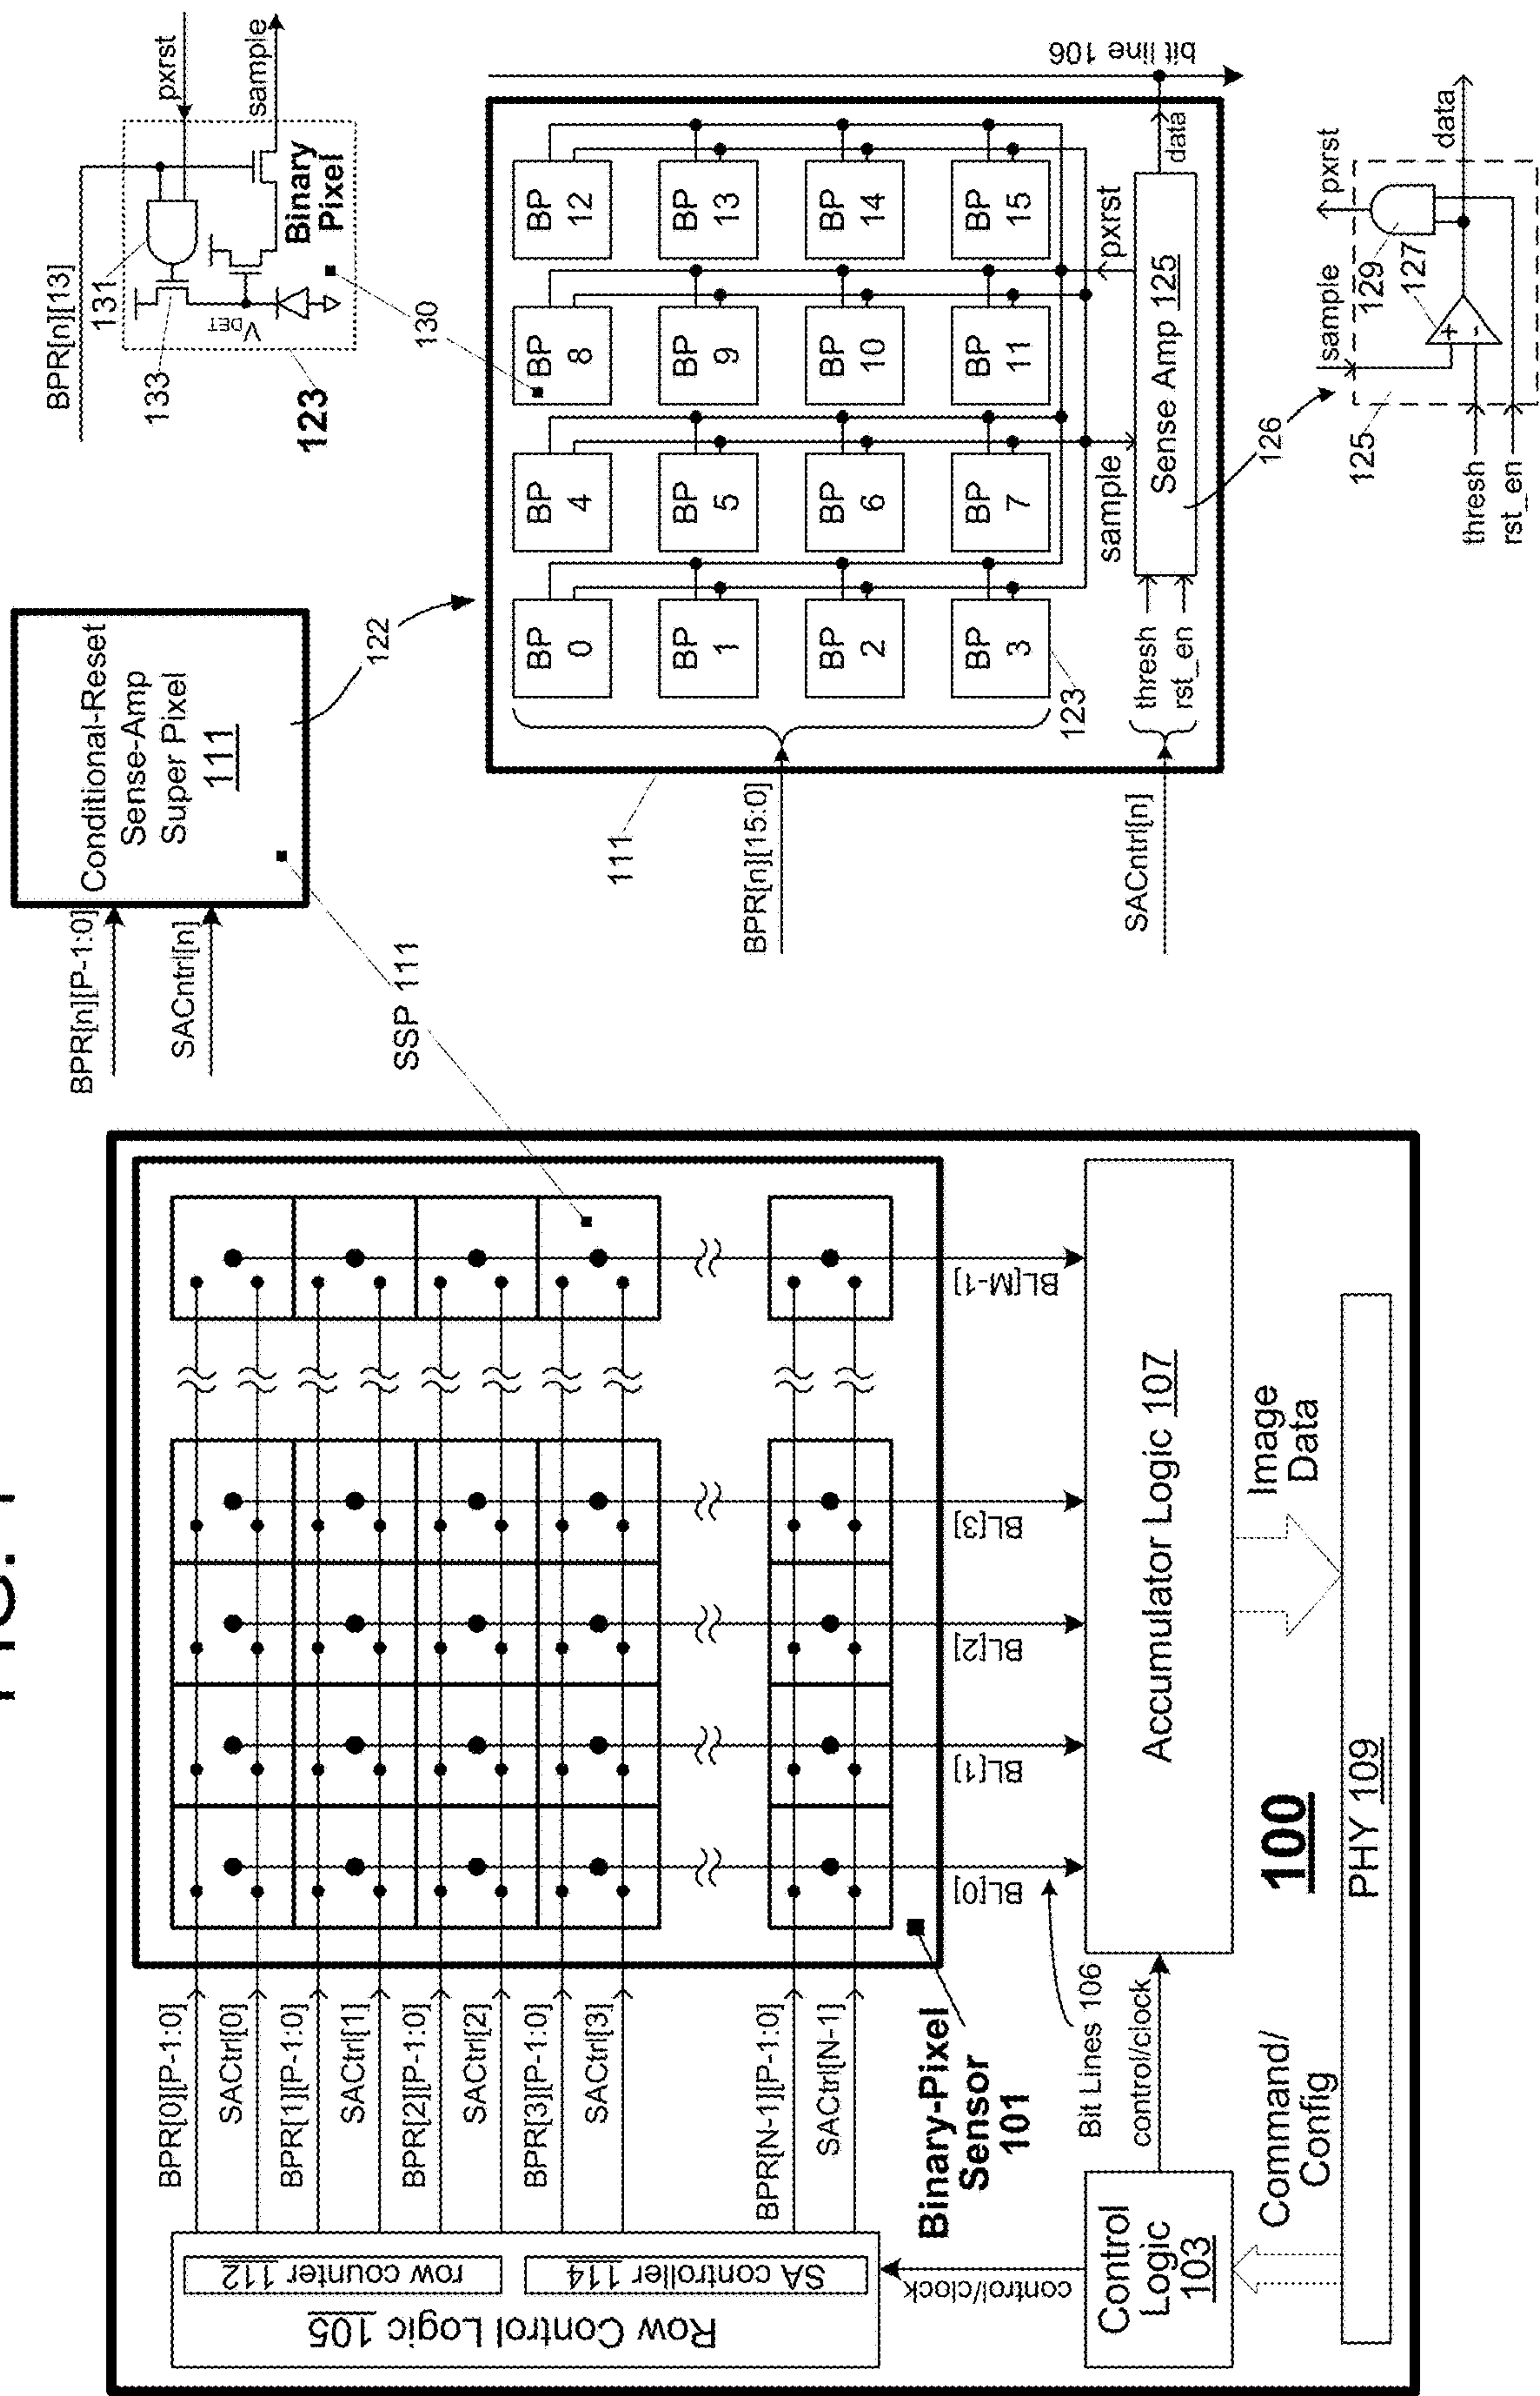 FIG. 1
BPR[0][P-1:0]
SACtrl[0]
BPR[1][P-1:0]
SACtrl[1]
BPR[2][P-1:0]
SACtrl[2]
BPR[3][P-1:0]
SACtrl[3]
BPR[N-1][P-1:0]
SACtrl[N-1]
Row Control Logic 105
row counter 112
SA controller 114
control/clock
Control
Logic
103
Binary-Pixel
Sensor
101
BL[0]
BL[1]
BL[2]
BL[3]
BL[M-1]
Bit Lines 106
control/clock
Accumulator Logic 107
Command/
Config
100
Image
Data
PHY 109
SSP 111
BPR[n][P-1:0]
SACntrl[n]
Conditional-Reset
Sense-Amp
Super Pixel
111
122
111
BPR[n][15:0]
SACntrl[n]
BP
0
BP
4
BP
8
BP
12
BP
1
BP
5
BP
9
BP
13
BP
2
BP
6
BP
10
BP
14
BP
3
BP
7
BP
11
BP
15
123
130
thresh
rst_en
sample
pxrst
Sense Amp 125
data
bit line 106
BPR[n][13]
131
133
VDET
123
Binary
Pixel
pxrst
sample
126
125
thresh
rst_en
sample
127
129
pxrst
data